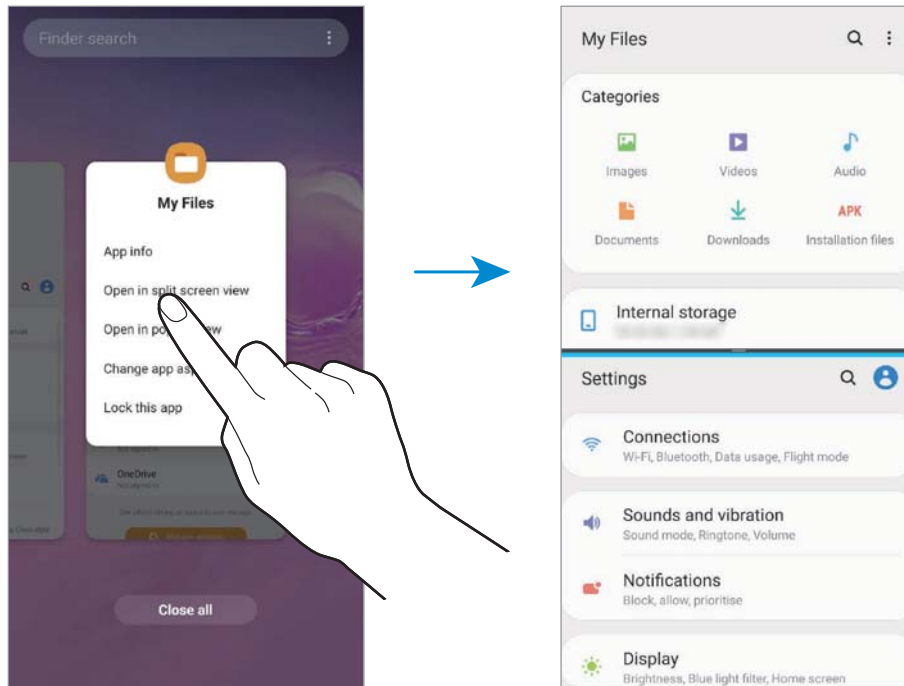 Finder search
My Files
App info
Open in split screen view
Open in po ew
Change app asp
Lock this app
OneDrive
Close all
My Files
Categories
Images Videos Audio
APK
Documents Downloads Installation files
Internal storage
Settings
Connections
Wi-Fi, Bluetooth, Data usage, Flight mode
Sounds and vibration
Sound mode, Ringtone, Volume
Notifications
Block, allow, prioritise
Display
Brightness, Blue light filter, Home screen